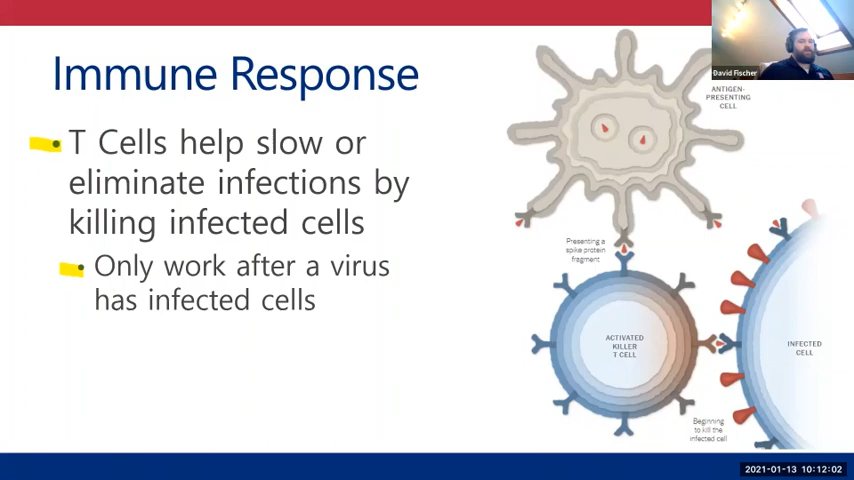 Immune Response
David Fischer
ANTIGEN-
PRESENTING
CELL
T Cells help slow or
eliminate infections by
killing infected cells
Only work after a virus
has infected cells
Presenting a
spike protein
fragment
ACTIVATED
KILLER
T CELL
INFECTED
CELL
Beginning
to kill the
infected cell
2021-01-13 10:12:02